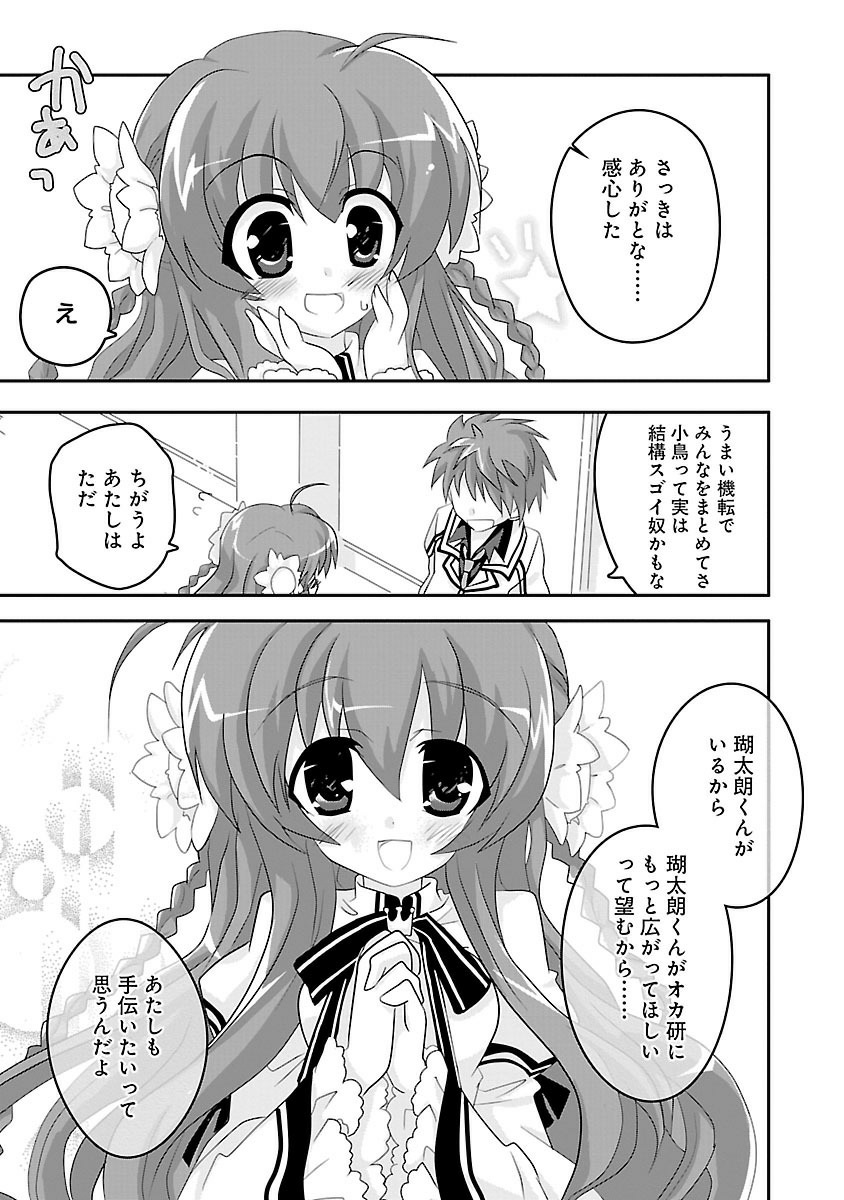 さっきは
ありがとな……
感心した
かぁっ
え
うまい機転で
みんなをまとめてさ
小鳥って実は
結構スゴイ奴かもな
ちがうよ
あたしは
ただ
瑚太朗くんが
いるから
瑚太朗くんがオカ研に
もっと広がってほしい
って望むから……
あたしも
手伝いたいって
思うんだよ